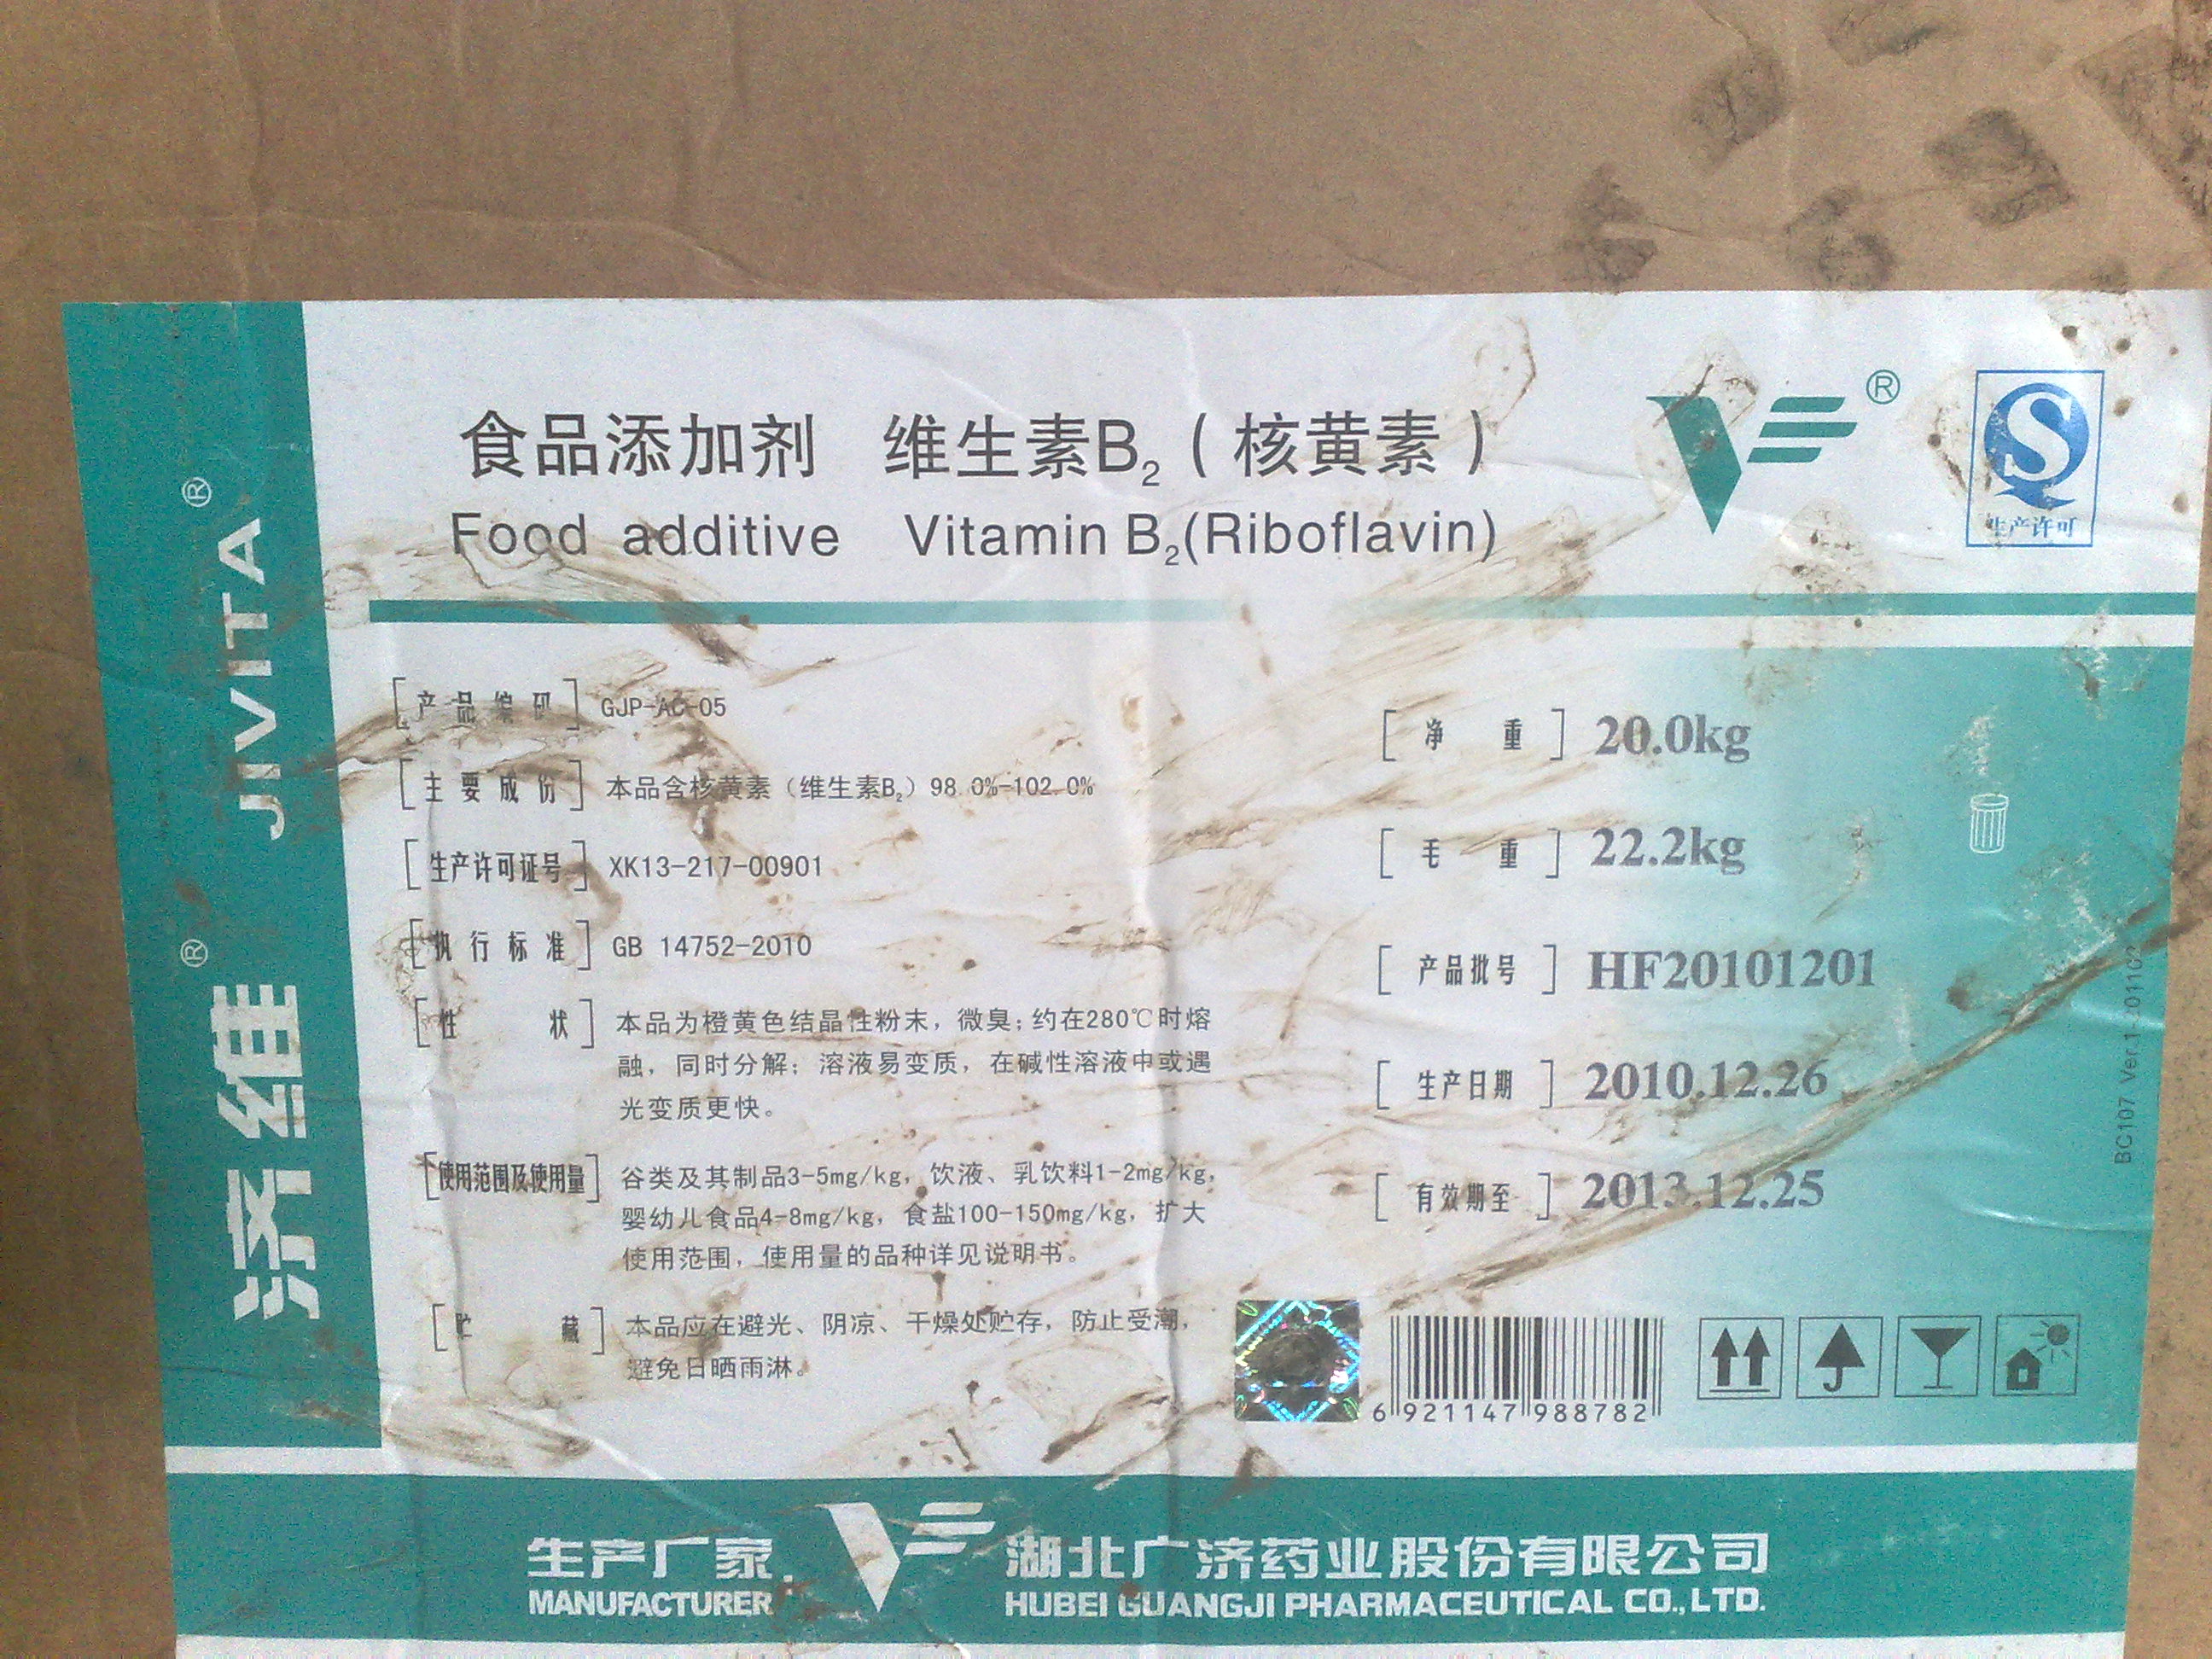 食品添加剂 维生素B₂（核黄素）
Food additive Vitamin B₂(Riboflavin)
®
生产许可
JIVITA®
济维®
[产品编码] GJP-AC-05
[主要成份] 本品含核黄素（维生素B₂）98.0%-102.0%
[生产许可证号] XK13-217-00901
[执行标准] GB 14752-2010
[性状] 本品为橙黄色结晶性粉末，微臭；约在280℃时熔
融，同时分解；溶液易变质，在碱性溶液中或遇
光变质更快。
[使用范围及使用量] 谷类及其制品3-5mg/kg，饮液、乳饮料1-2mg/kg，
婴幼儿食品4-8mg/kg，食盐100-150mg/kg，扩大
使用范围，使用量的品种详见说明书。
[贮藏] 本品应在避光、阴凉、干燥处贮存，防止受潮，
避免日晒雨淋。
[净重] 20.0kg
[毛重] 22.2kg
[产品批号] HF20101201
[生产日期] 2010.12.26
[有效期至] 2013.12.25
BC107 Ver.1
6 921147 988782
生产厂家
MANUFACTURER
湖北广济药业股份有限公司
HUBEI GUANGJI PHARMACEUTICAL CO.,LTD.